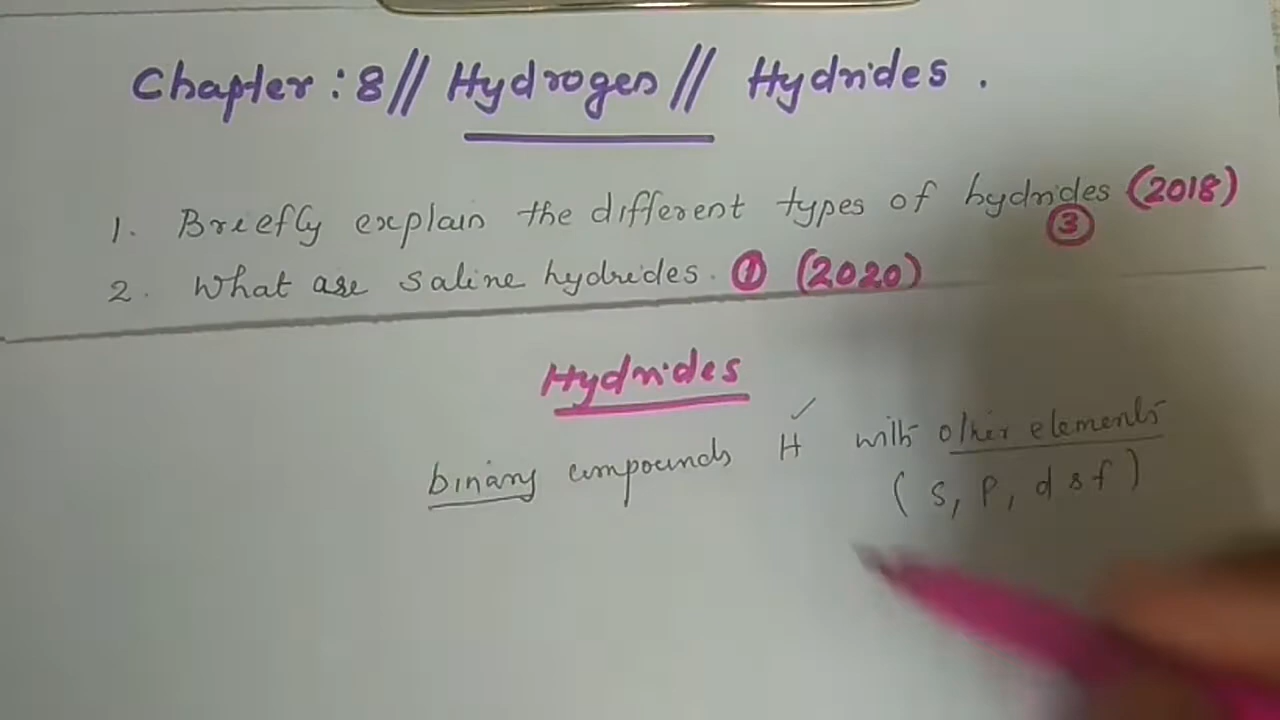 Chapter : 8 // Hydrogen // Hydrides .
1. Briefly explain the different types of hydrides (2018)
3
2. What are saline hydrides. 1 (2020)
Hydrides
binary compounds H with other elements
( s, p, d & f )